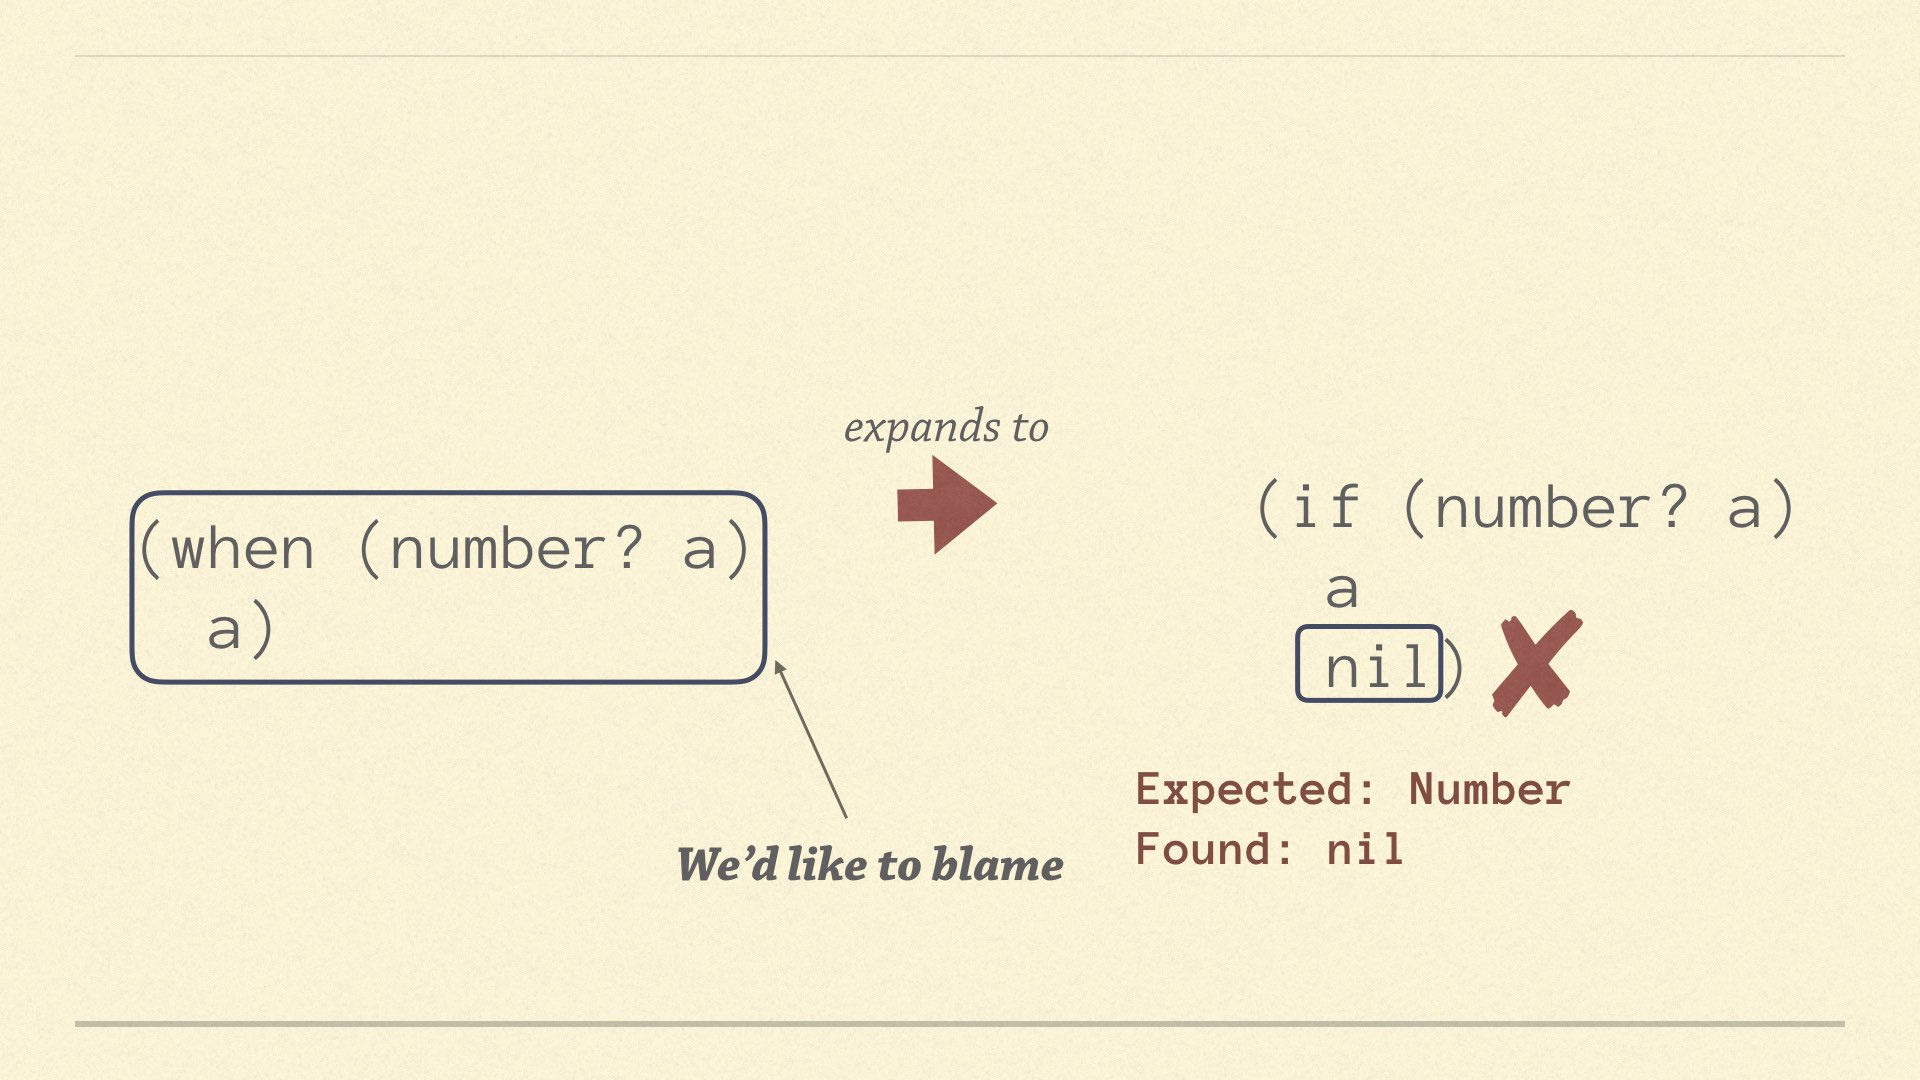 expands to
(when (number? a)
a)
(if (number? a)
a
nil)
Expected: Number
Found: nil
We’d like to blame